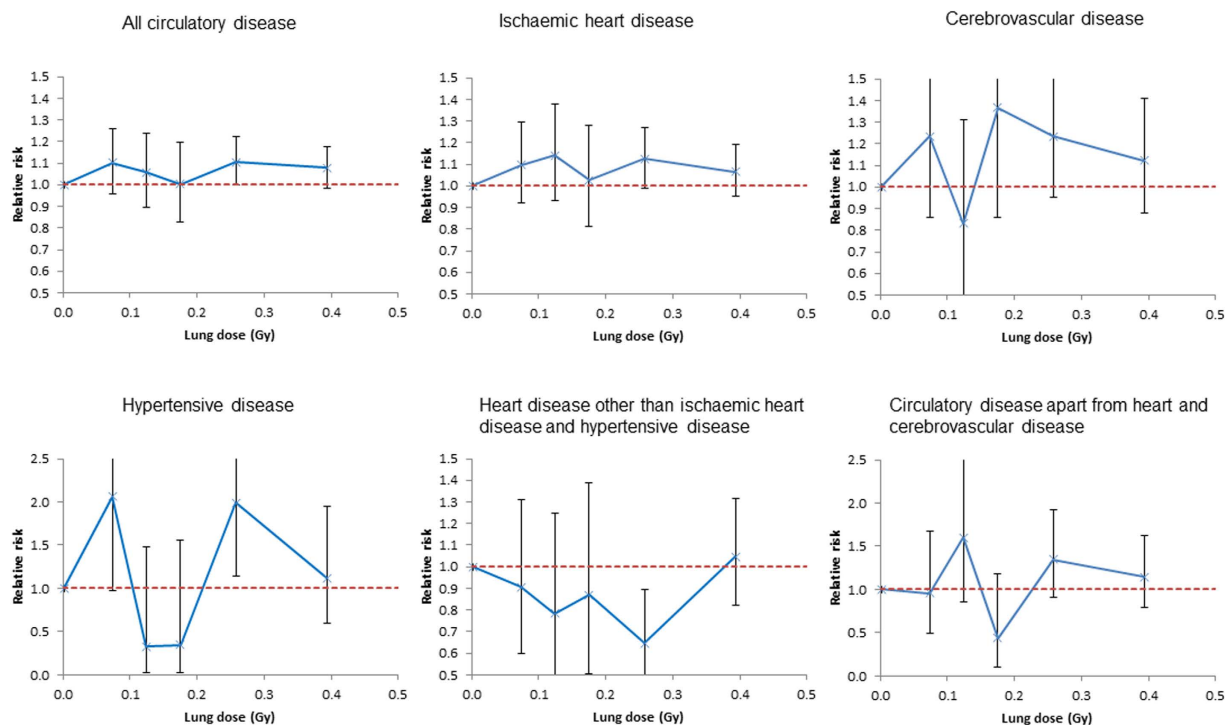 All circulatory disease
1.5
1.4
1.3
1.2
1.1
1.0
0.9
0.8
0.7
0.6
0.5
Relative risk
0.0 0.1 0.2 0.3 0.4 0.5
Lung dose (Gy)
Ischaemic heart disease
1.5
1.4
1.3
1.2
1.1
1.0
0.9
0.8
0.7
0.6
0.5
Relative risk
0.0 0.1 0.2 0.3 0.4 0.5
Lung dose (Gy)
Cerebrovascular disease
1.5
1.4
1.3
1.2
1.1
1.0
0.9
0.8
0.7
0.6
0.5
Relative risk
0.0 0.1 0.2 0.3 0.4 0.5
Lung dose (Gy)
Hypertensive disease
2.5
2.0
1.5
1.0
0.5
0.0
Relative risk
0.0 0.1 0.2 0.3 0.4 0.5
Lung dose (Gy)
Heart disease other than ischaemic heart
disease and hypertensive disease
1.5
1.4
1.3
1.2
1.1
1.0
0.9
0.8
0.7
0.6
0.5
Relative risk
0.0 0.1 0.2 0.3 0.4 0.5
Lung dose (Gy)
Circulatory disease apart from heart and
cerebrovascular disease
2.5
2.0
1.5
1.0
0.5
0.0
Relative risk
0.0 0.1 0.2 0.3 0.4 0.5
Lung dose (Gy)